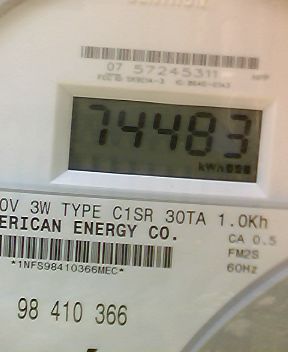 07 57245311
74483
kWh
0V 3W TYPE C1SR 30TA 1.0Kh
ERICAN ENERGY CO.
CA 0.5
FM2S
60Hz
*1NFS98410366MEC*
98 410 366